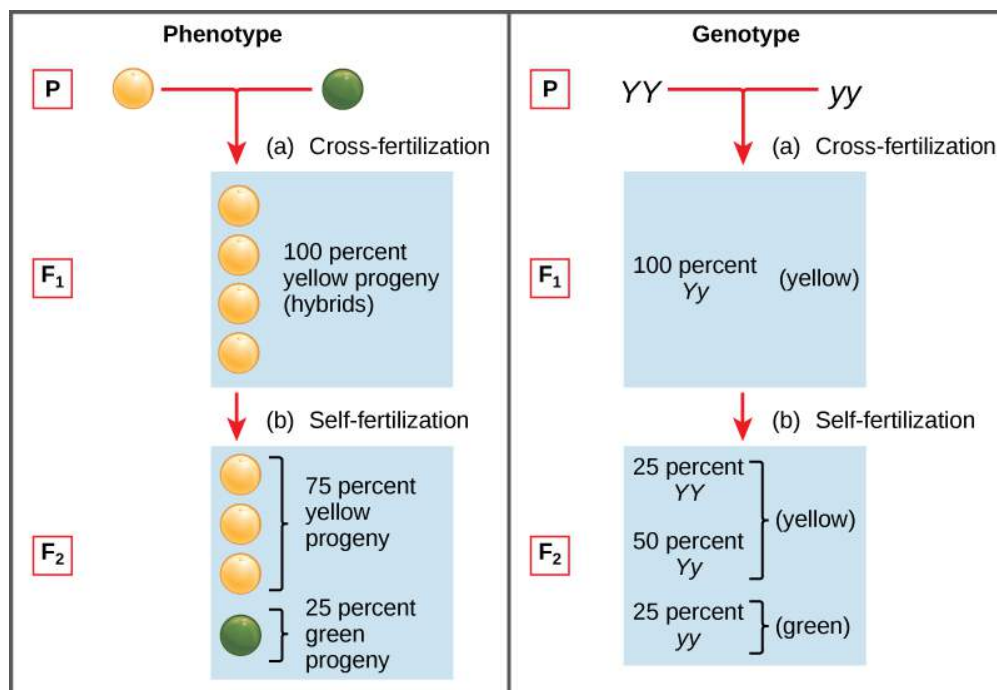 Phenotype
P
(a) Cross-fertilization
F1
100 percent
yellow progeny
(hybrids)
(b) Self-fertilization
F2
75 percent
yellow
progeny
25 percent
green
progeny
Genotype
P
YY
yy
(a) Cross-fertilization
F1
100 percent
Yy
(yellow)
(b) Self-fertilization
F2
25 percent
YY
50 percent
Yy
(yellow)
25 percent
yy
(green)